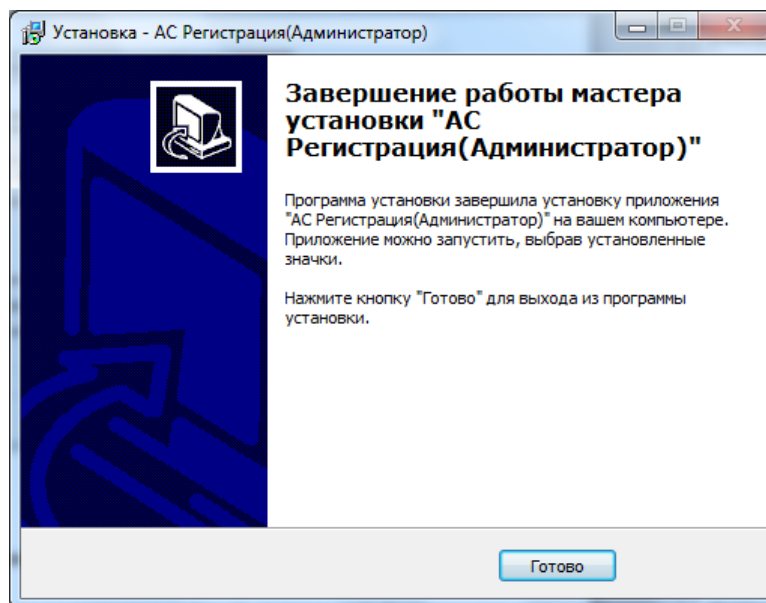 Установка - АС Регистрация(Администратор)
Завершение работы мастера
установки "АС
Регистрация(Администратор)"
Программа установки завершила установку приложения
"АС Регистрация(Администратор)" на вашем компьютере.
Приложение можно запустить, выбрав установленные
значки.
Нажмите кнопку "Готово" для выхода из программы
установки.
Готово